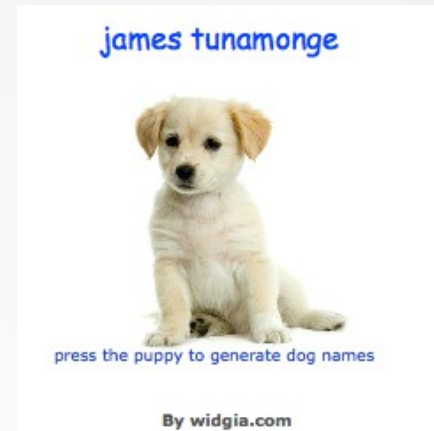 james tunamonge
press the puppy to generate dog names
By widgia.com